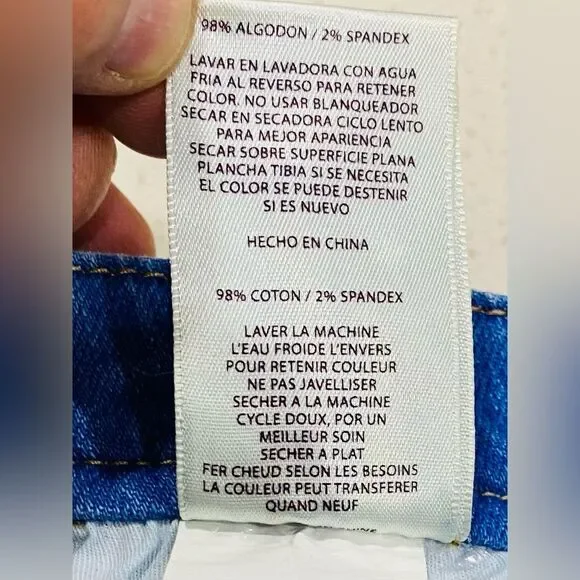 98% ALGODON / 2% SPANDEX
LAVAR EN LAVADORA CON AGUA
FRIA AL REVERSO PARA RETENER
COLOR. NO USAR BLANQUEADOR
SECAR EN SECADORA CICLO LENTO
PARA MEJOR APARIENCIA
SECAR SOBRE SUPERFICIE PLANA
PLANCHA TIBIA SI SE NECESITA
EL COLOR SE PUEDE DESTENIR
SI ES NUEVO
HECHO EN CHINA
98% COTON / 2% SPANDEX
LAVER LA MACHINE
L'EAU FROIDE L'ENVERS
POUR RETENIR COULEUR
NE PAS JAVELLISER
SECHER A LA MACHINE
CYCLE DOUX, POR UN
MEILLEUR SOIN
SECHER A PLAT
FER CHEUD SELON LES BESOINS
LA COULEUR PEUT TRANSFERER
QUAND NEUF